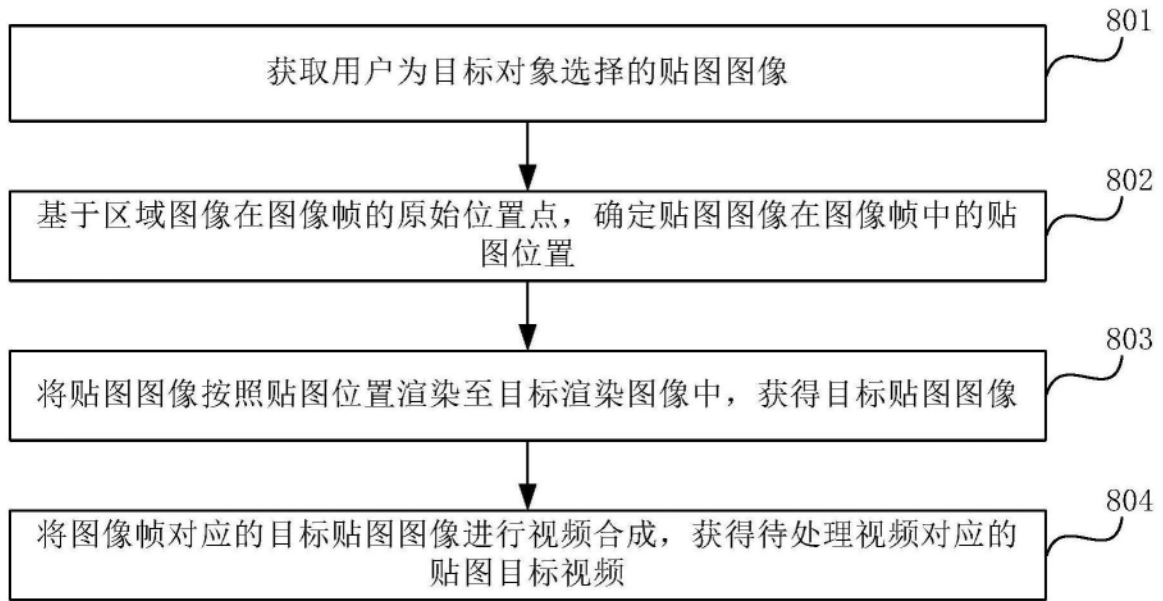 801
获取用户为目标对象选择的贴图图像
802
基于区域图像在图像帧的原始位置点，确定贴图图像在图像帧中的贴
图位置
803
将贴图图像按照贴图位置渲染至目标渲染图像中，获得目标贴图图像
804
将图像帧对应的目标贴图图像进行视频合成，获得待处理视频对应的
贴图目标视频